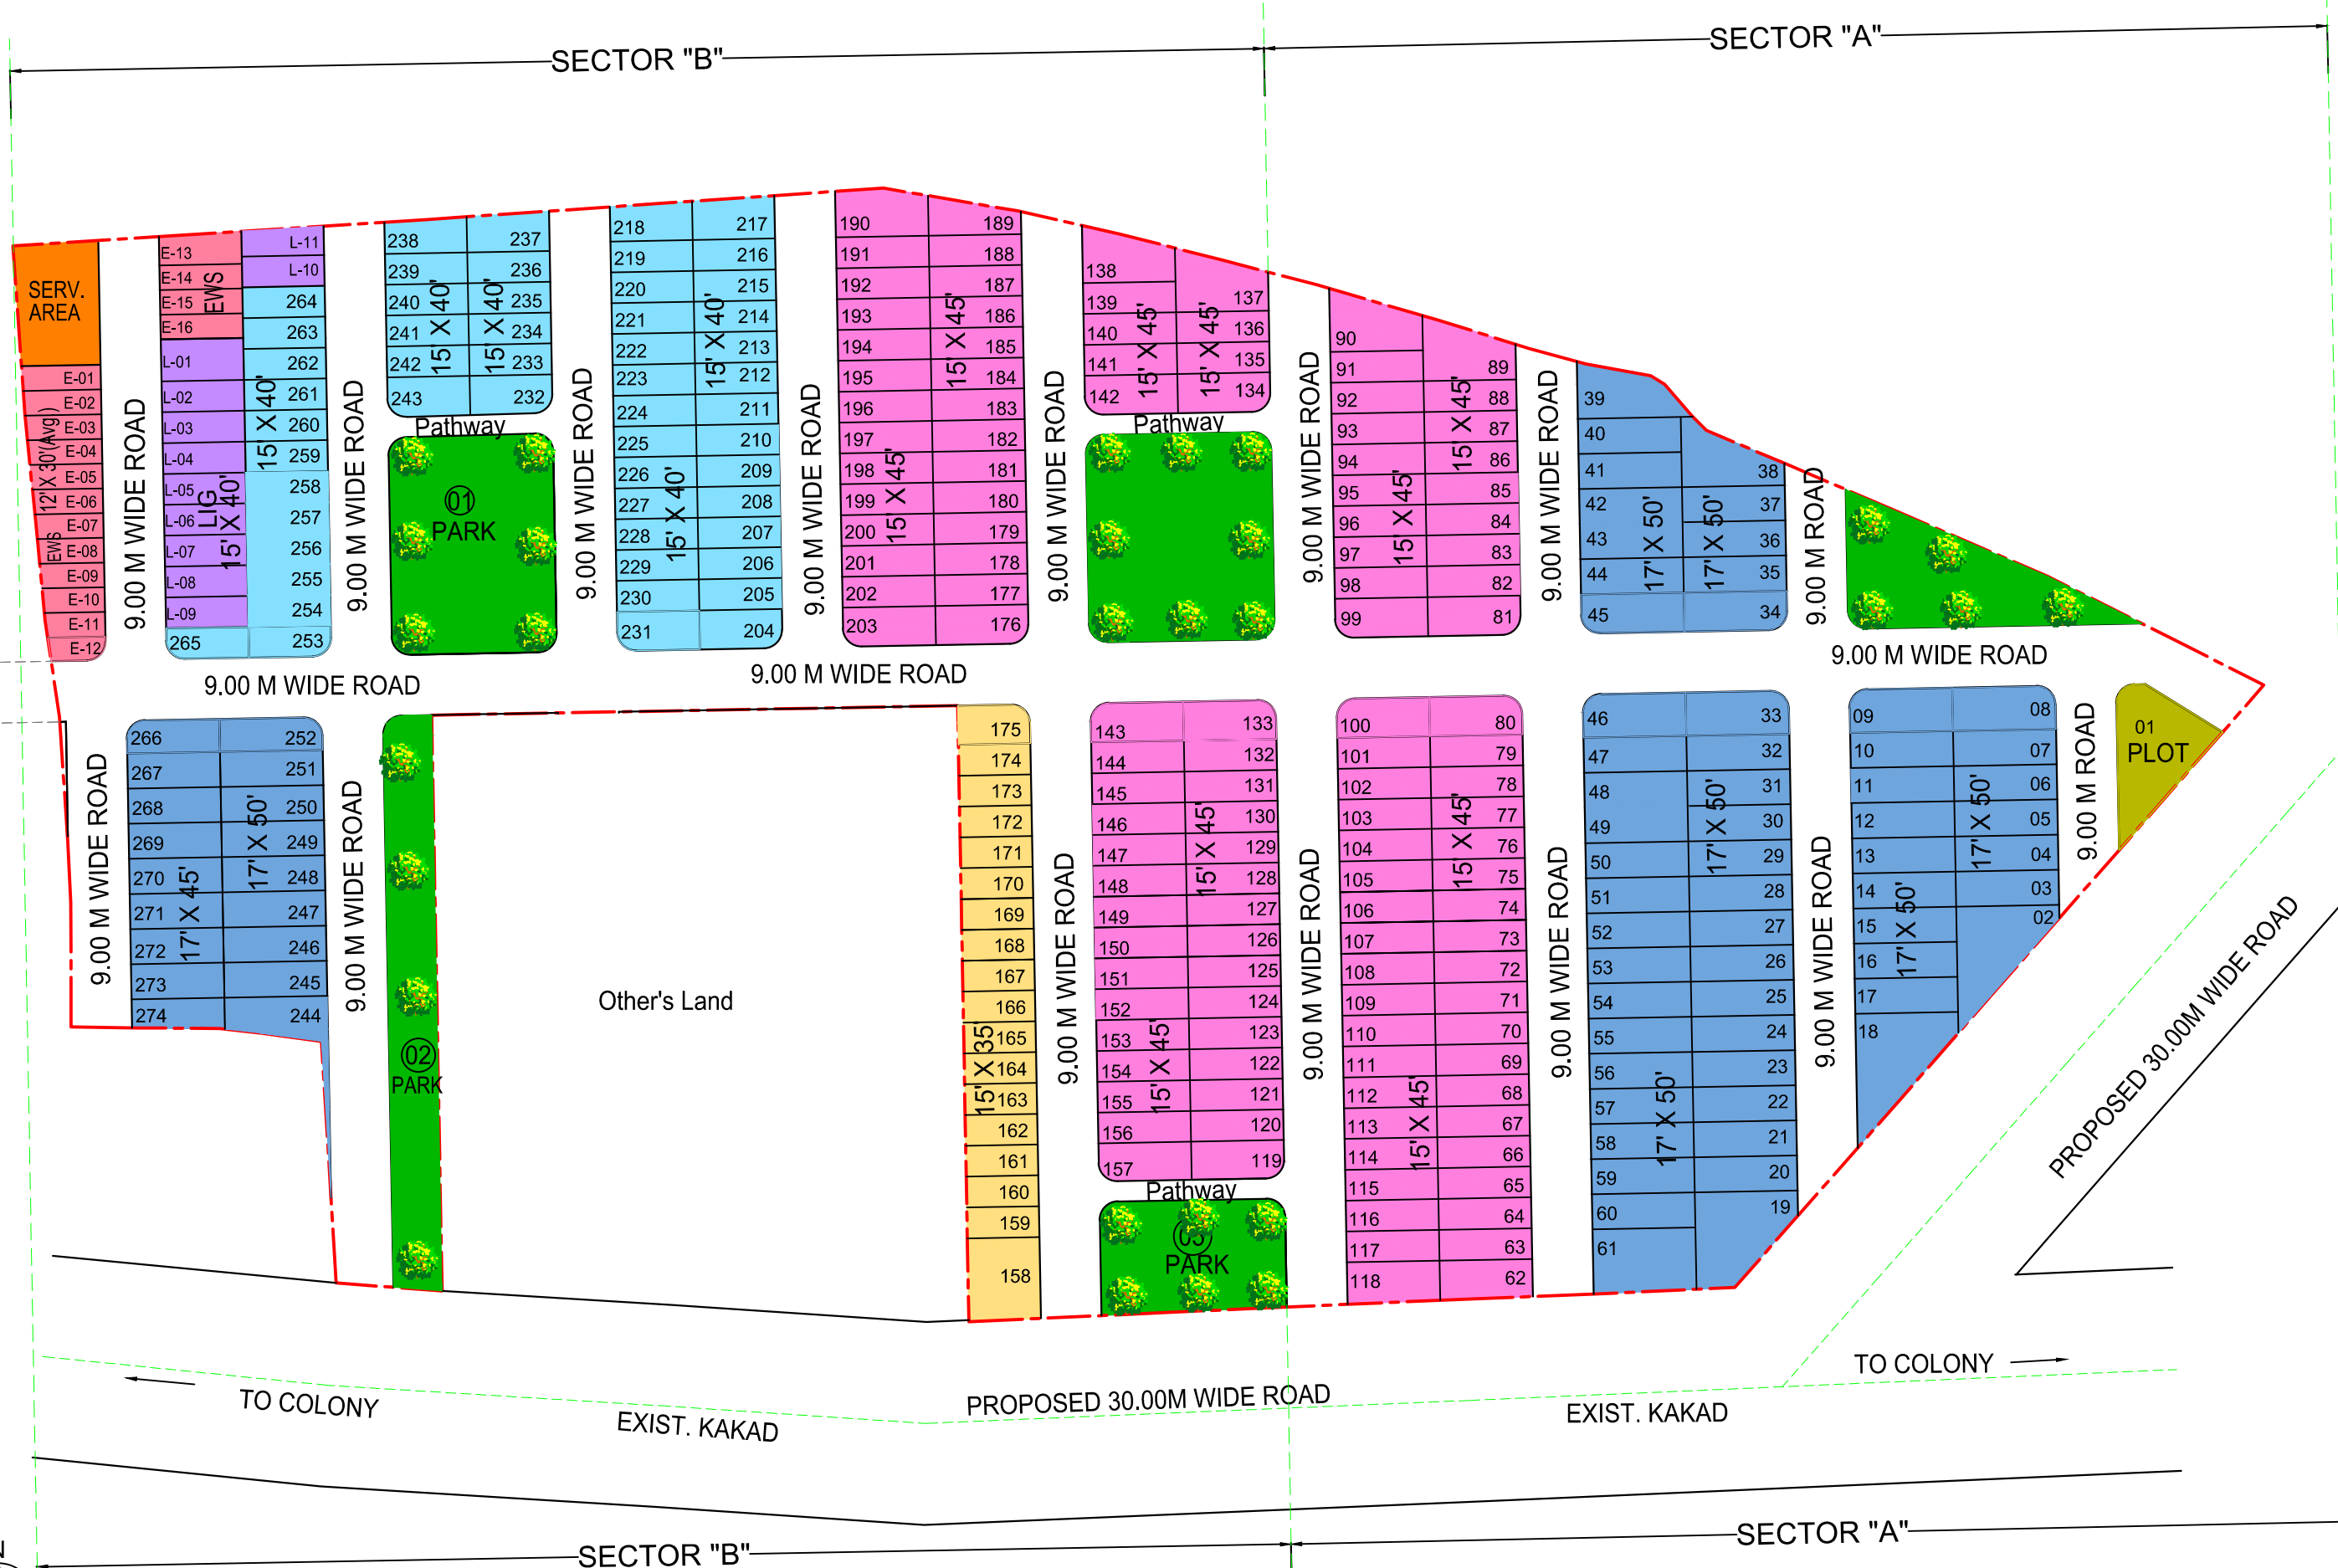 SECTOR "B"
SECTOR "A"
SERV.
AREA
E-01
E-02
E-03
E-04
E-05
E-06
E-07
E-08
E-09
E-10
E-11
E-12
12' X 30'(Avg)
EWS
9.00 M WIDE ROAD
E-13
E-14
E-15
E-16
EWS
L-01
L-02
L-03
L-04
L-05
L-06
L-07
L-08
L-09
LIG
15' X 40'
265
L-11
L-10
264
263
262
261
260
259
258
257
256
255
254
253
15' X 40'
9.00 M WIDE ROAD
238
239
240
241
242
243
15' X 40'
237
236
235
234
233
232
15' X 40'
Pathway
01
PARK
9.00 M WIDE ROAD
218
219
220
221
222
223
224
225
226
227
228
229
230
231
15' X 40'
217
216
215
214
213
212
211
210
209
208
207
206
205
204
15' X 40'
9.00 M WIDE ROAD
190
191
192
193
194
195
196
197
198
199
200
201
202
203
15' X 45'
189
188
187
186
185
184
183
182
181
180
179
178
177
176
15' X 45'
9.00 M WIDE ROAD
138
139
140
141
142
15' X 45'
137
136
135
134
15' X 45'
Pathway
9.00 M WIDE ROAD
90
91
92
93
94
95
96
97
98
99
15' X 45'
89
88
87
86
85
84
83
82
81
15' X 45'
9.00 M WIDE ROAD
39
40
41
42
43
44
45
17' X 50'
38
37
36
35
34
17' X 50'
9.00 M ROAD
9.00 M WIDE ROAD
9.00 M WIDE ROAD
9.00 M WIDE ROAD
9.00 M WIDE ROAD
266
267
268
269
270
271
272
273
274
17' X 45'
252
251
250
249
248
247
246
245
244
17' X 50'
9.00 M WIDE ROAD
02
PARK
Other's Land
175
174
173
172
171
170
169
168
167
166
165
164
163
162
161
160
159
158
15' X 35'
9.00 M WIDE ROAD
143
144
145
146
147
148
149
150
151
152
153
154
155
156
157
15' X 45'
133
132
131
130
129
128
127
126
125
124
123
122
121
120
119
15' X 45'
Pathway
03
PARK
9.00 M WIDE ROAD
100
101
102
103
104
105
106
107
108
109
110
111
112
113
114
115
116
117
118
15' X 45'
80
79
78
77
76
75
74
73
72
71
70
69
68
67
66
65
64
63
62
15' X 45'
9.00 M WIDE ROAD
46
47
48
49
50
51
52
53
54
55
56
57
58
59
60
61
17' X 50'
33
32
31
30
29
28
27
26
25
24
23
22
21
20
19
17' X 50'
9.00 M WIDE ROAD
09
10
11
12
13
14
15
16
17
18
17' X 50'
08
07
06
05
04
03
02
17' X 50'
9.00 M ROAD
01
PLOT
PROPOSED 30.00M WIDE ROAD
TO COLONY
EXIST. KAKAD
PROPOSED 30.00M WIDE ROAD
EXIST. KAKAD
TO COLONY
SECTOR "B"
SECTOR "A"
N